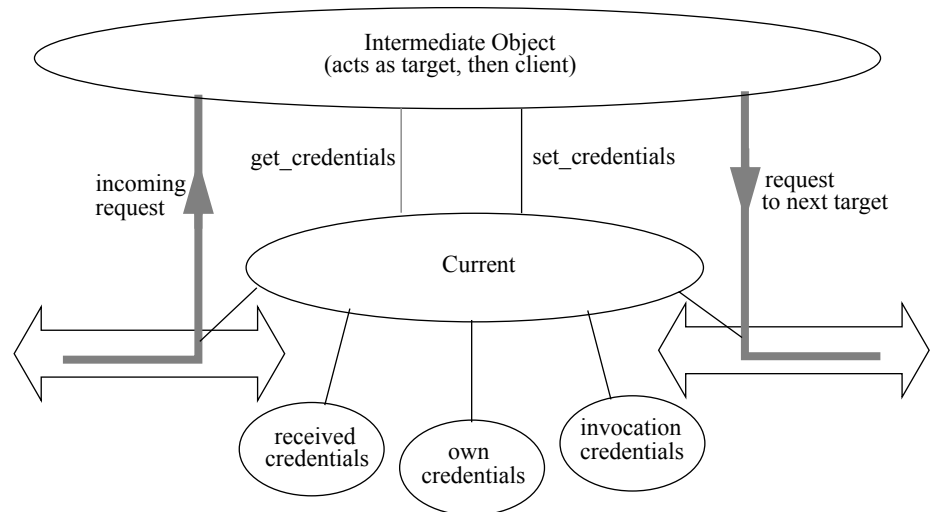 Intermediate Object
(acts as target, then client)
get_credentials
set_credentials
incoming
request
request
to next target
Current
received
credentials
own
credentials
invocation
credentials